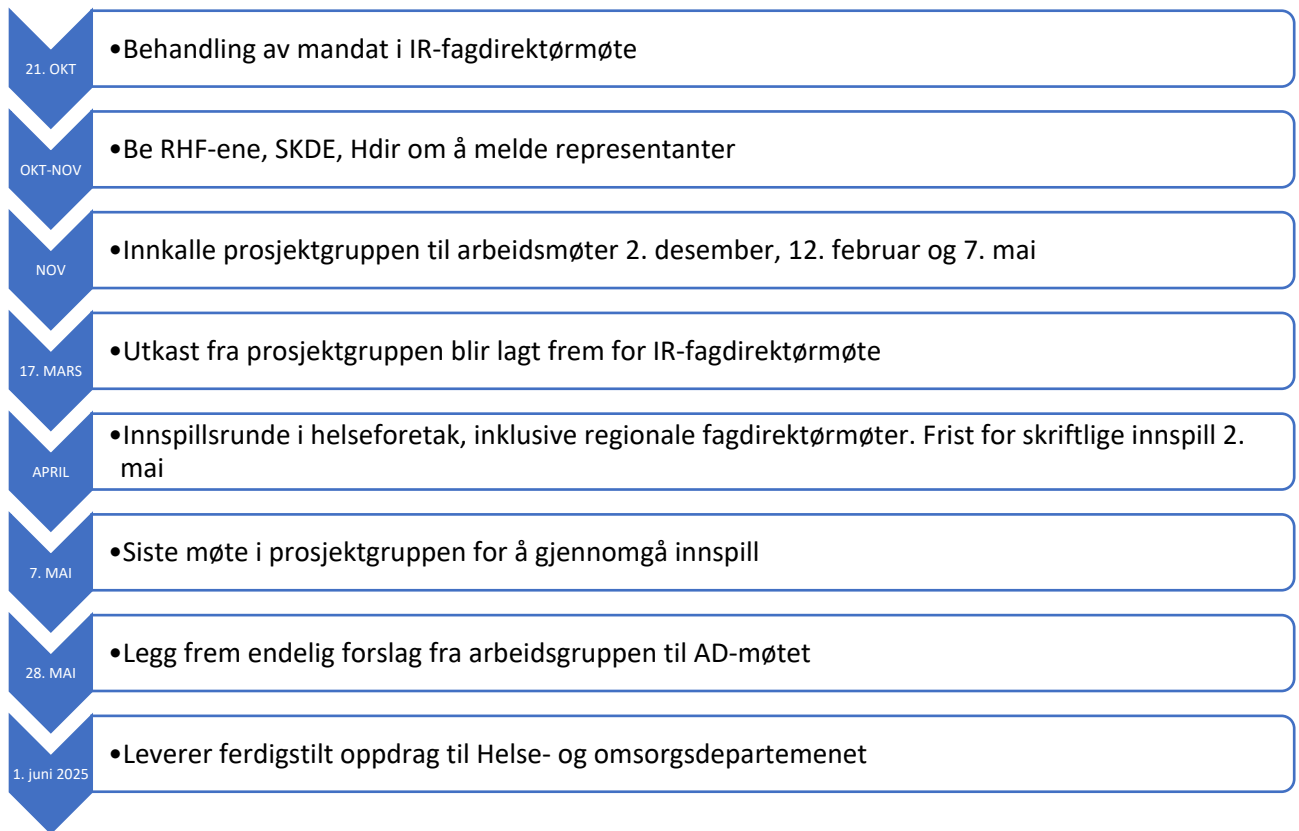 21. OKT
•Behandling av mandat i IR-fagdirektørmøte
OKT-NOV
•Be RHF-ene, SKDE, Hdir om å melde representanter
NOV
•Innkalle prosjektgruppen til arbeidsmøter 2. desember, 12. februar og 7. mai
17. MARS
•Utkast fra prosjektgruppen blir lagt frem for IR-fagdirektørmøte
APRIL
•Innspillsrunde i helseforetak, inklusive regionale fagdirektørmøter. Frist for skriftlige innspill 2.
mai
7. MAI
•Siste møte i prosjektgruppen for å gjennomgå innspill
28. MAI
•Legg frem endelig forslag fra arbeidsgruppen til AD-møtet
1. juni 2025
•Leverer ferdigstilt oppdrag til Helse- og omsorgsdepartemenet